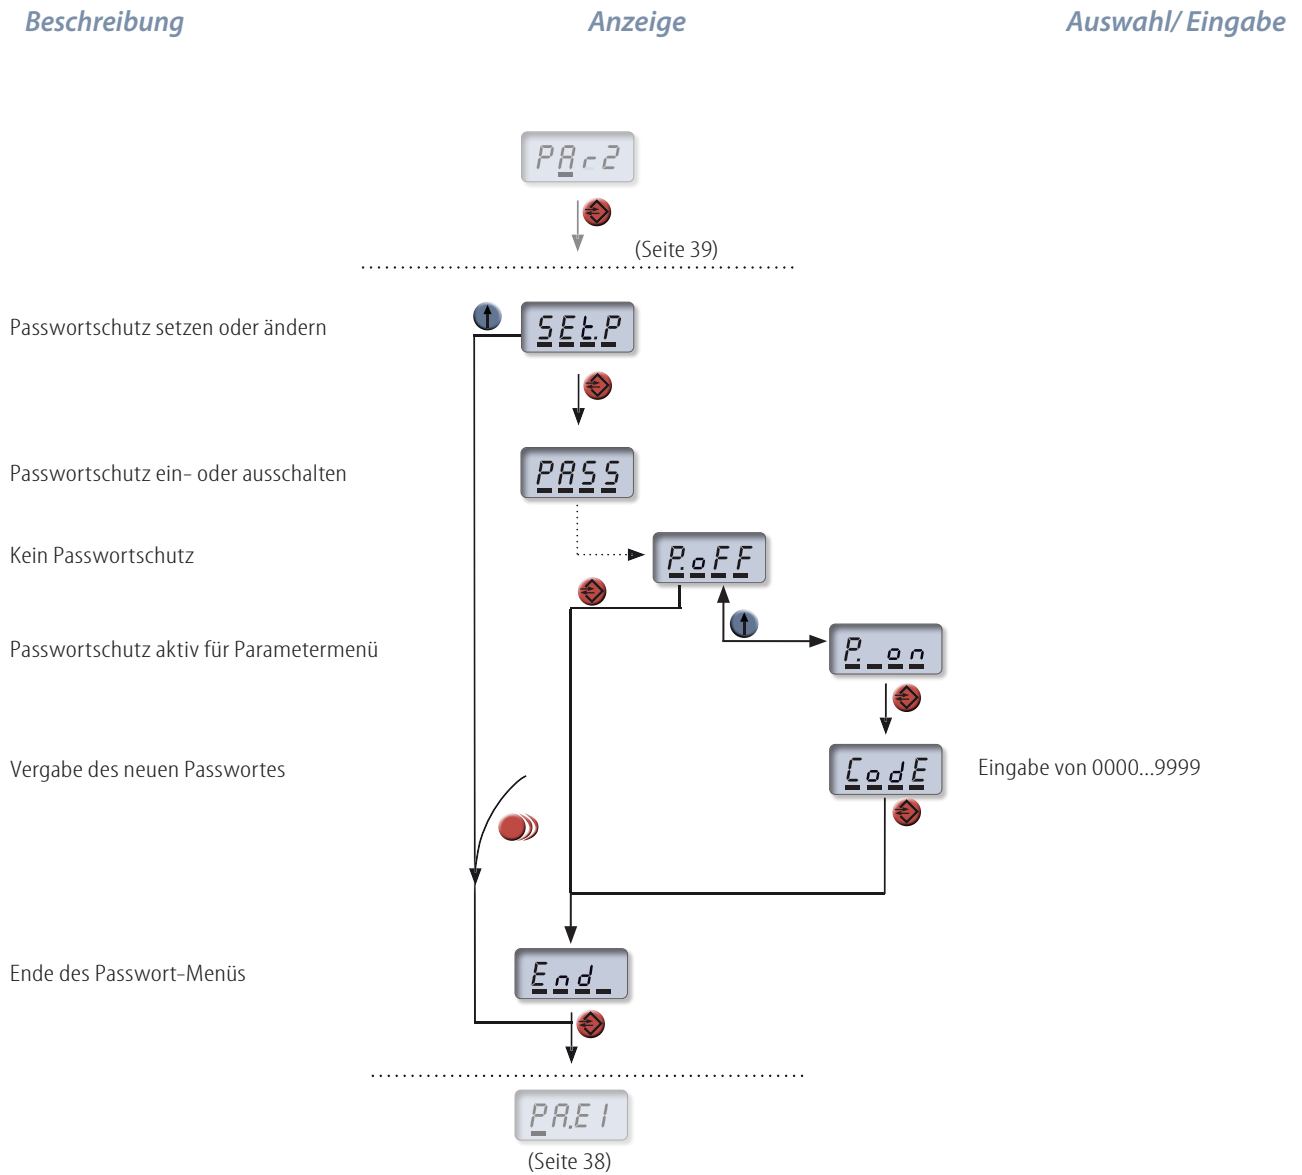 Beschreibung Anzeige Auswahl/ Eingabe
PAr2
(Seite 39)
Passwortschutz setzen oder ändern SEt.P
Passwortschutz ein- oder ausschalten PASS
Kein Passwortschutz P.oFF
Passwortschutz aktiv für Parametermenü P._on
Vergabe des neuen Passwortes CodE Eingabe von 0000...9999
Ende des Passwort-Menüs End_
PA.E1
(Seite 38)